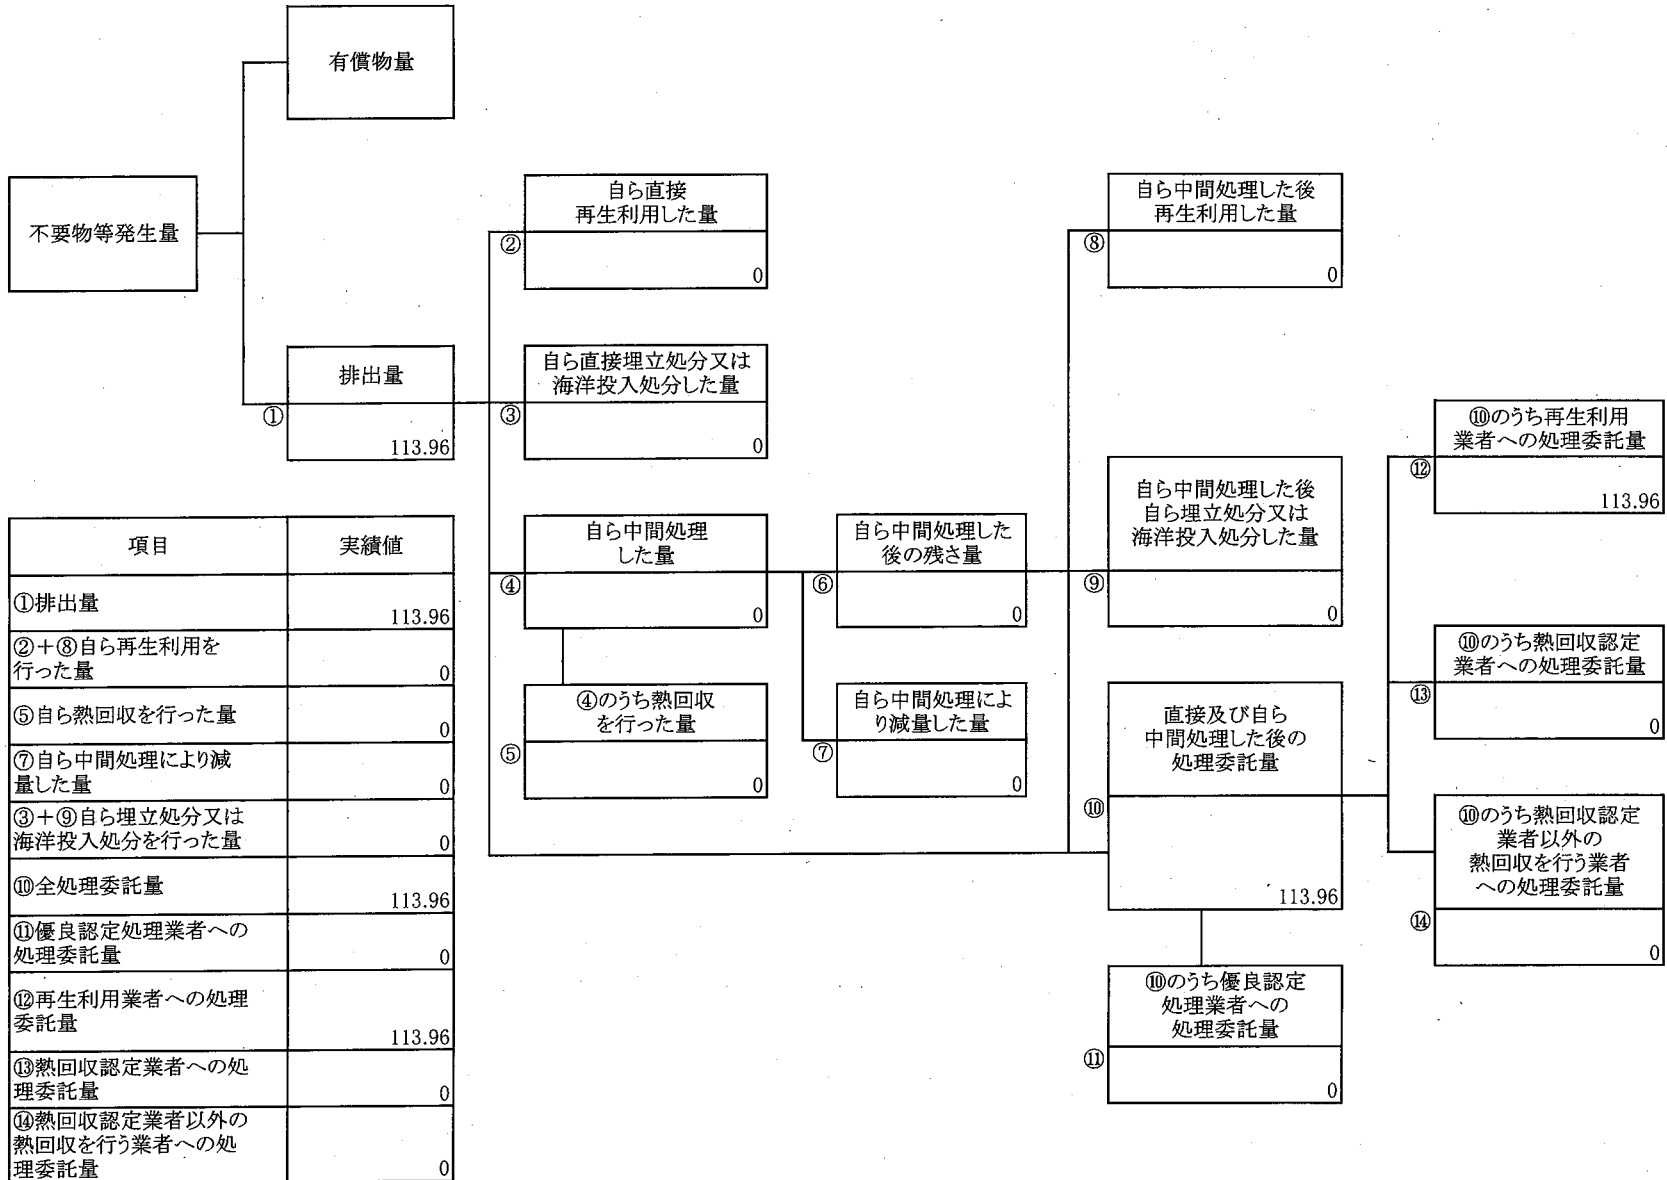 有償物量
不要物等発生量
排出量
①
113.96
自ら直接
再生利用した量
②
0
自ら直接埋立処分又は
海洋投入処分した量
③
0
自ら中間処理
した量
④
0
④のうち熱回収
を行った量
⑤
0
自ら中間処理した
後の残さ量
⑥
0
自ら中間処理によ
り減量した量
⑦
0
自ら中間処理した後
再生利用した量
⑧
0
自ら中間処理した後
自ら埋立処分又は
海洋投入処分した量
⑨
0
直接及び自ら
中間処理した後の
処理委託量
⑩
113.96
⑩のうち優良認定
処理業者への
処理委託量
⑪
0
⑩のうち再生利用
業者への処理委託量
⑫
113.96
⑩のうち熱回収認定
業者への処理委託量
⑬
0
⑩のうち熱回収認定
業者以外の
熱回収を行う業者
への処理委託量
⑭
0
項目 実績値
①排出量 113.96
②+⑧自ら再生利用を
行った量 0
⑤自ら熱回収を行った量 0
⑦自ら中間処理により減
量した量 0
③+⑨自ら埋立処分又は
海洋投入処分を行った量 0
⑩全処理委託量 113.96
⑪優良認定処理業者への
処理委託量 0
⑫再生利用業者への処理
委託量 113.96
⑬熱回収認定業者への処
理委託量 0
⑭熱回収認定業者以外の
熱回収を行う業者への処
理委託量 0